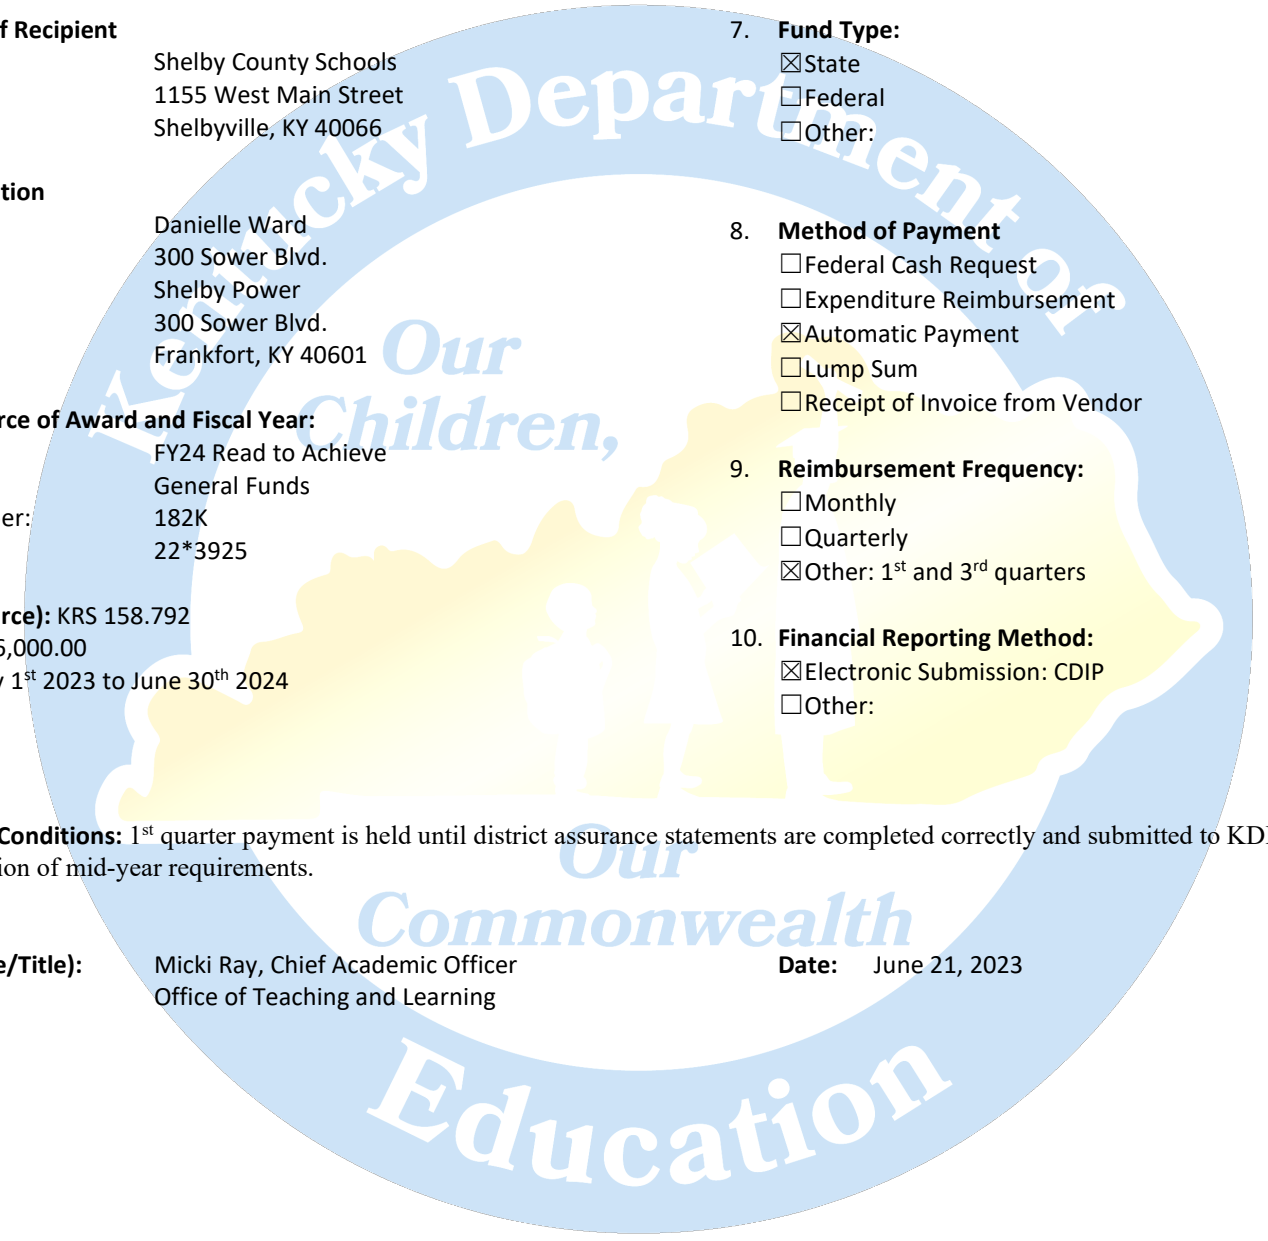 f Recipient
Shelby County Schools
1155 West Main Street
Shelbyville, KY 40066
tion
Danielle Ward
300 Sower Blvd.
Shelby Power
300 Sower Blvd.
Frankfort, KY 40601
rce of Award and Fiscal Year:
FY24 Read to Achieve
General Funds
er: 182K
22*3925
rce): KRS 158.792
6,000.00
y 1st 2023 to June 30th 2024
7. Fund Type:
☒State
☐Federal
☐Other:
8. Method of Payment
☐Federal Cash Request
☐Expenditure Reimbursement
☒Automatic Payment
☐Lump Sum
☐Receipt of Invoice from Vendor
9. Reimbursement Frequency:
☐Monthly
☐Quarterly
☒Other: 1st and 3rd quarters
10. Financial Reporting Method:
☒Electronic Submission: CDIP
☐Other:
Conditions: 1st quarter payment is held until district assurance statements are completed correctly and submitted to KD
ion of mid-year requirements.
e/Title): Micki Ray, Chief Academic Officer Date: June 21, 2023
Office of Teaching and Learning
Kentucky Department of
Education
Our
Children,
Our
Commonwealth